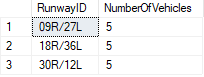 RunwayID NumberOfVehicles
1 09R/27L 5
2 18R/36L 5
3 30R/12L 5